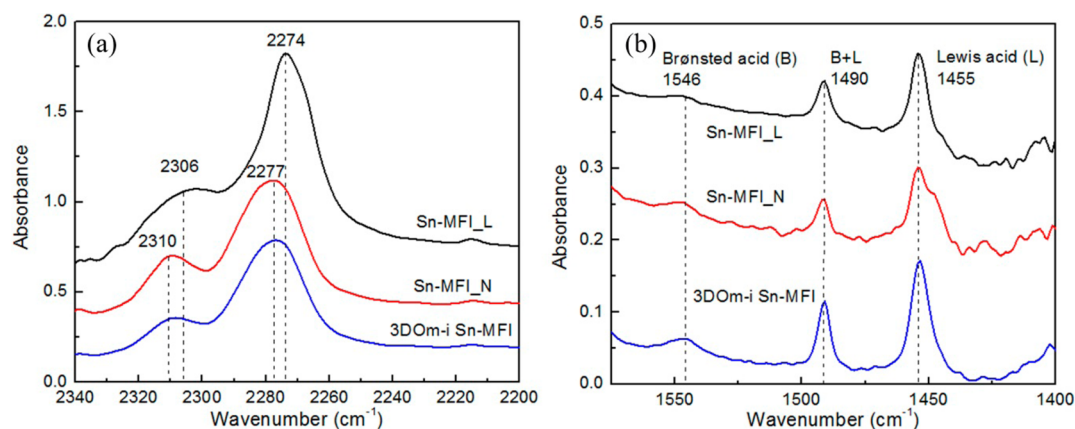 (a)
2274
2306
2277
2310
Sn-MFI_L
Sn-MFI_N
3DOm-i Sn-MFI
2.0
1.5
1.0
0.5
0.0
Absorbance
2340 2320 2300 2280 2260 2240 2220 2200
Wavenumber (cm⁻¹)
(b)
Brønsted acid (B)
1546
B+L
1490
Lewis acid (L)
1455
Sn-MFI_L
Sn-MFI_N
3DOm-i Sn-MFI
0.5
0.4
0.3
0.2
0.1
0.0
Absorbance
1550 1500 1450 1400
Wavenumber (cm⁻¹)